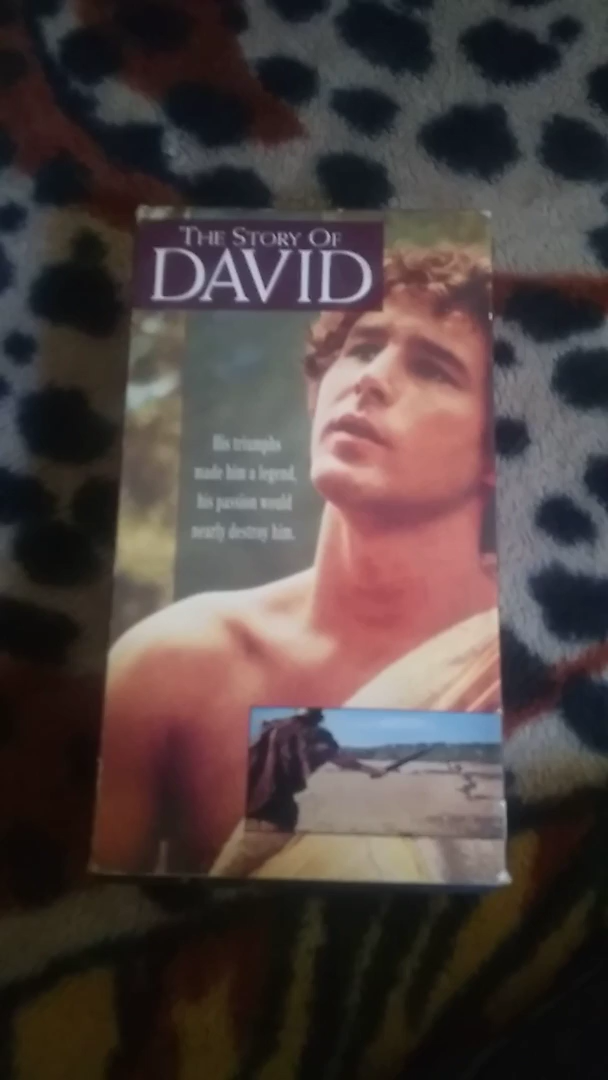 THE STORY OF
DAVID
His triumphs
made him a legend,
his passion would
nearly destroy him.